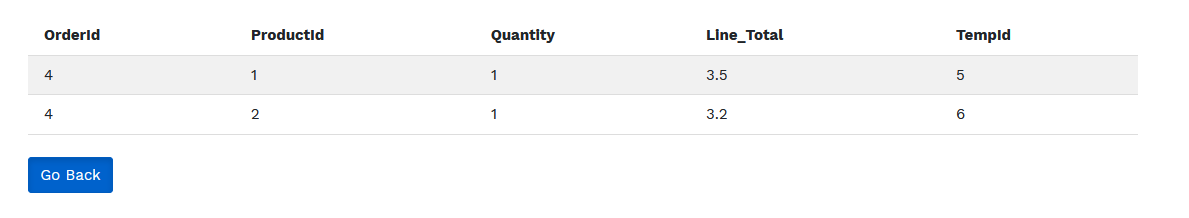 OrderId ProductId Quantity Line_Total TempId
4 1 1 3.5 5
4 2 1 3.2 6
Go Back